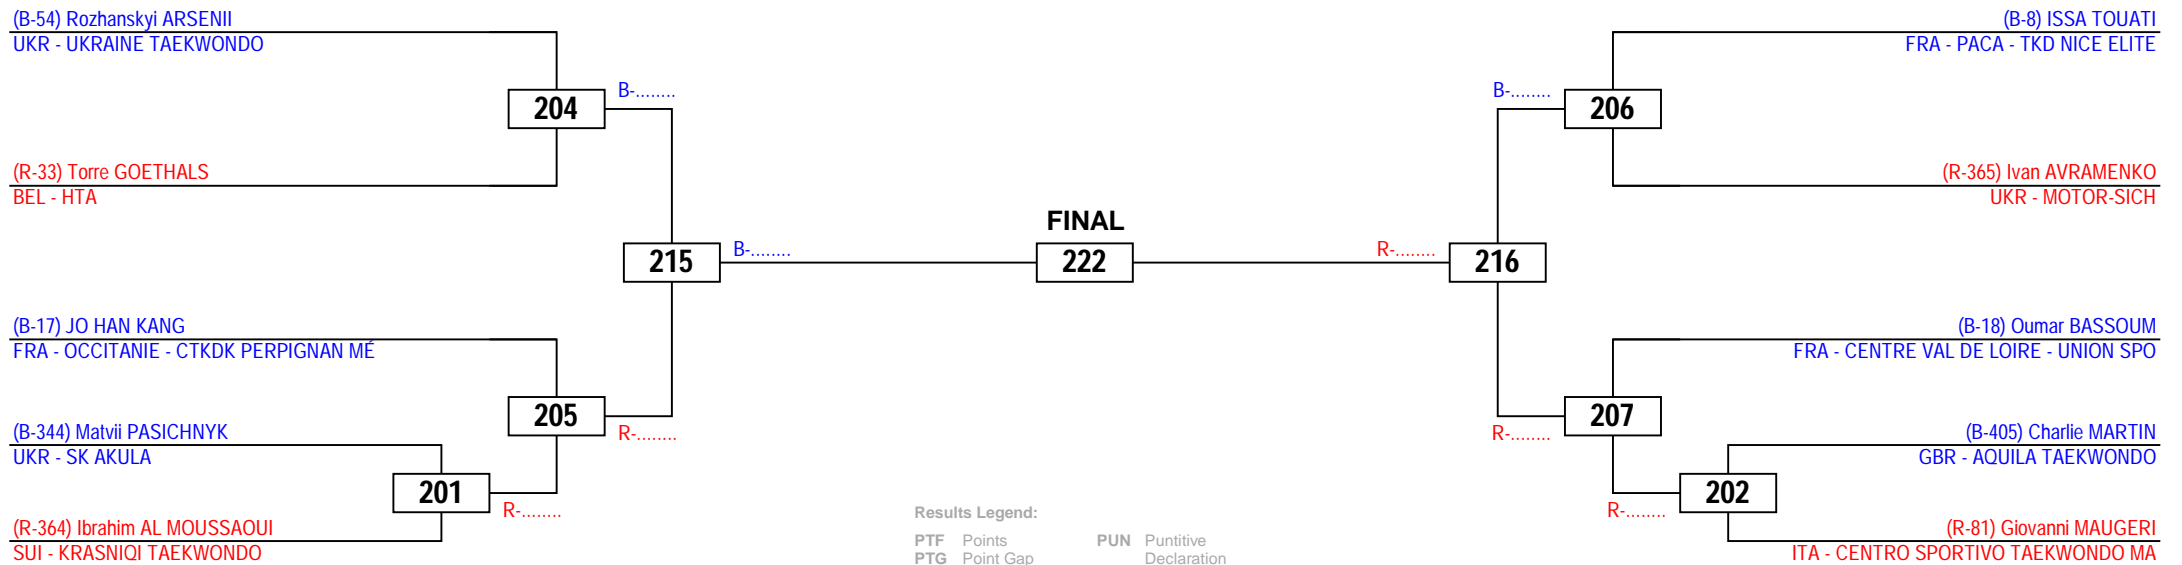 (B-54) Rozhanskyi ARSENII
UKR - UKRAINE TAEKWONDO
204
B-........
(R-33) Torre GOETHALS
BEL - HTA
215
B-........
(B-17) JO HAN KANG
FRA - OCCITANIE - CTKDK PERPIGNAN MÉ
205
R-........
(B-344) Matvii PASICHNYK
UKR - SK AKULA
201
R-........
(R-364) Ibrahim AL MOUSSAOUI
SUI - KRASNIQI TAEKWONDO
FINAL
222
(B-8) ISSA TOUATI
FRA - PACA - TKD NICE ELITE
B-........
206
(R-365) Ivan AVRAMENKO
UKR - MOTOR-SICH
R-........
216
(B-18) Oumar BASSOUM
FRA - CENTRE VAL DE LOIRE - UNION SPO
207
R-........
(B-405) Charlie MARTIN
GBR - AQUILA TAEKWONDO
202
R-........
(R-81) Giovanni MAUGERI
ITA - CENTRO SPORTIVO TAEKWONDO MA
Results Legend:
PTF Points PUN Puntitive
PTG Point Gap Declaration